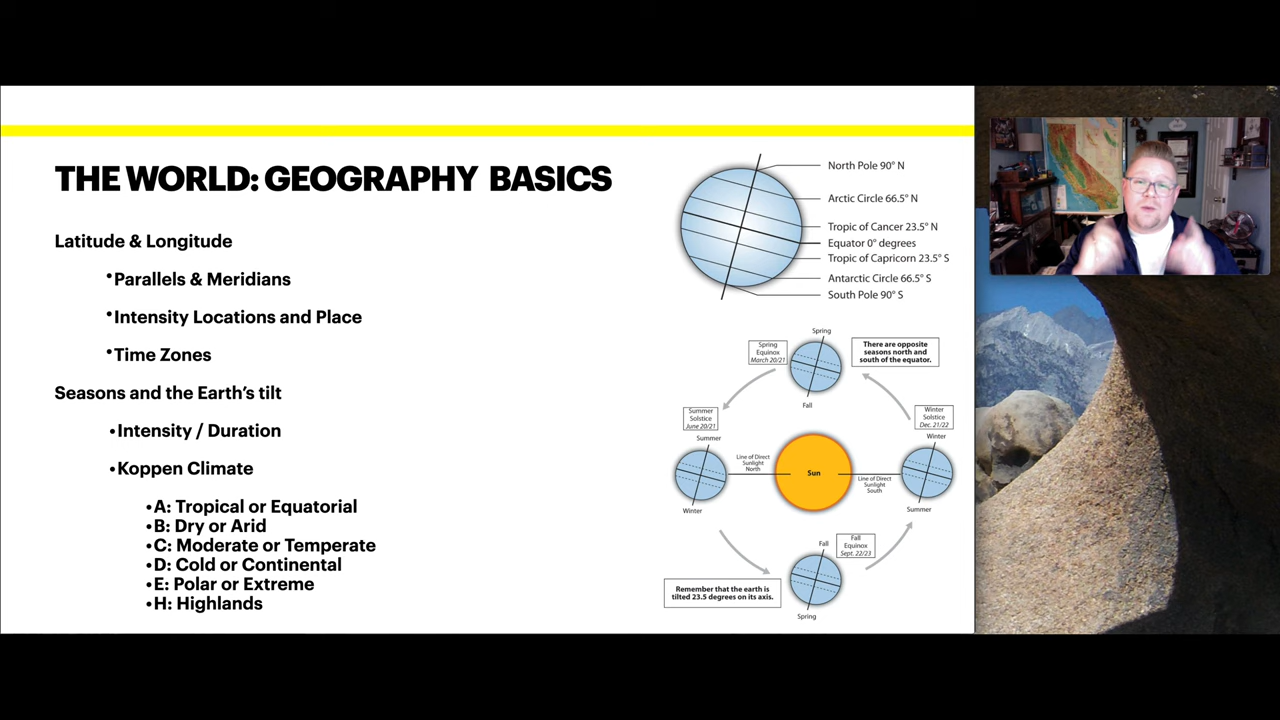 THE WORLD: GEOGRAPHY BASICS
Latitude & Longitude
•Parallels & Meridians
•Intensity Locations and Place
•Time Zones
Seasons and the Earth's tilt
•Intensity / Duration
•Koppen Climate
•A: Tropical or Equatorial
•B: Dry or Arid
•C: Moderate or Temperate
•D: Cold or Continental
•E: Polar or Extreme
•H: Highlands
North Pole 90° N
Arctic Circle 66.5° N
Tropic of Cancer 23.5° N
Equator 0° degrees
Tropic of Capricorn 23.5° S
Antarctic Circle 66.5° S
South Pole 90° S
Spring
Spring
Equinox
March 20/21
There are opposite
seasons north and
south of the equator.
Fall
Summer
Solstice
June 20/21
Summer
Winter
Solstice
Dec. 21/22
Winter
Line of Direct
Sunlight
North
Sun
Line of Direct
Sunlight
South
Winter
Summer
Fall
Fall
Equinox
Sept. 22/23
Remember that the earth is
tilted 23.5 degrees on its axis.
Spring